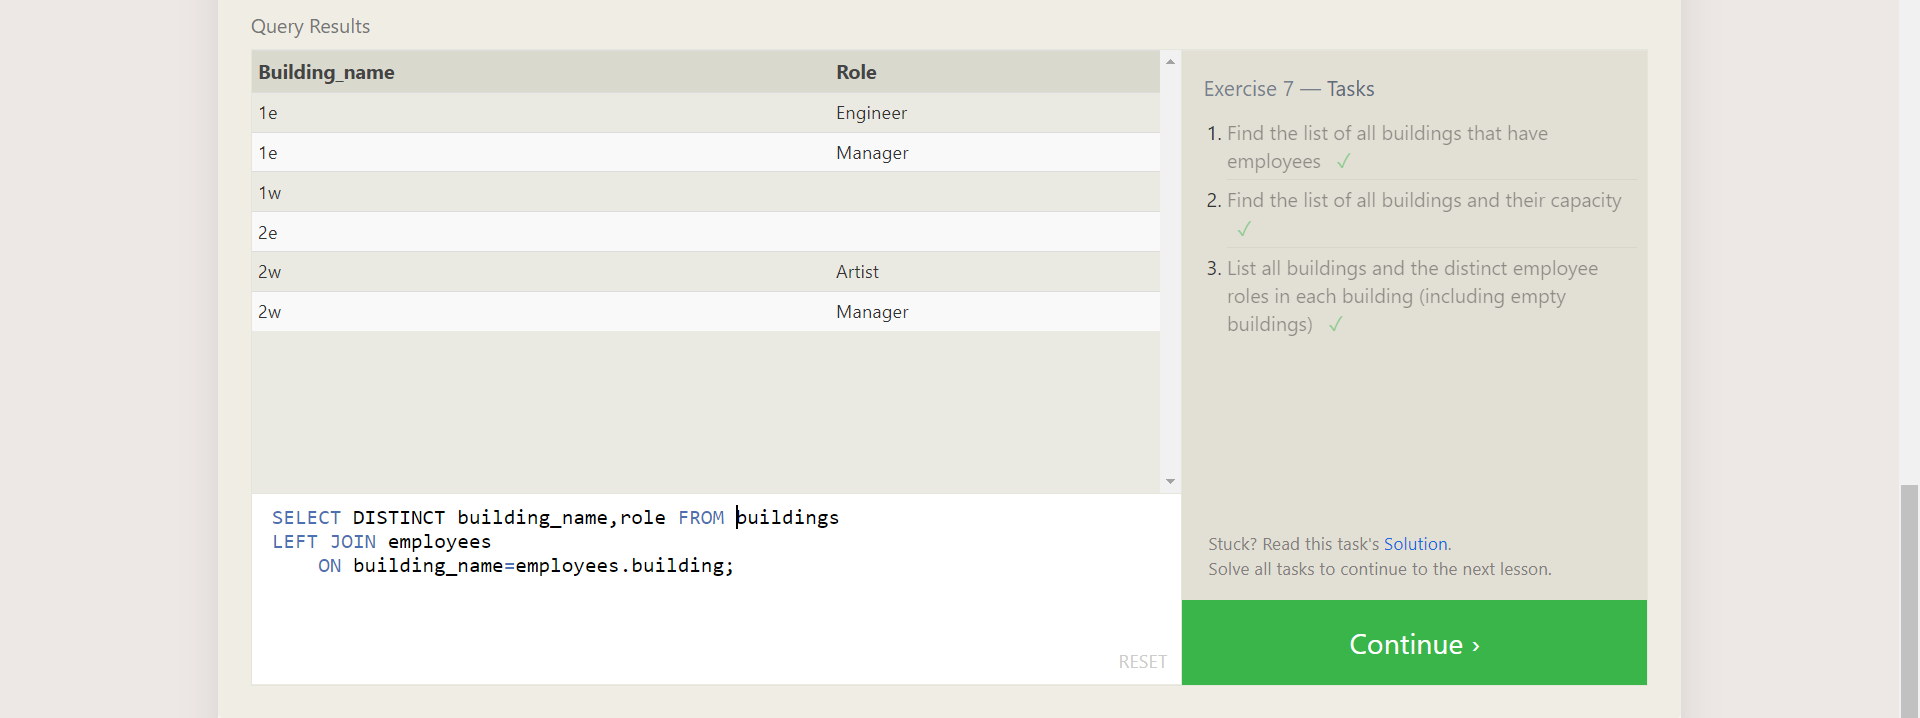 Query Results
Building_name Role
1e Engineer
1e Manager
1w
2e
2w Artist
2w Manager
SELECT DISTINCT building_name,role FROM buildings
LEFT JOIN employees
    ON building_name=employees.building;
RESET
Exercise 7 — Tasks
1. Find the list of all buildings that have
employees ✓
2. Find the list of all buildings and their capacity
✓
3. List all buildings and the distinct employee
roles in each building (including empty
buildings) ✓
Stuck? Read this task's Solution.
Solve all tasks to continue to the next lesson.
Continue ›